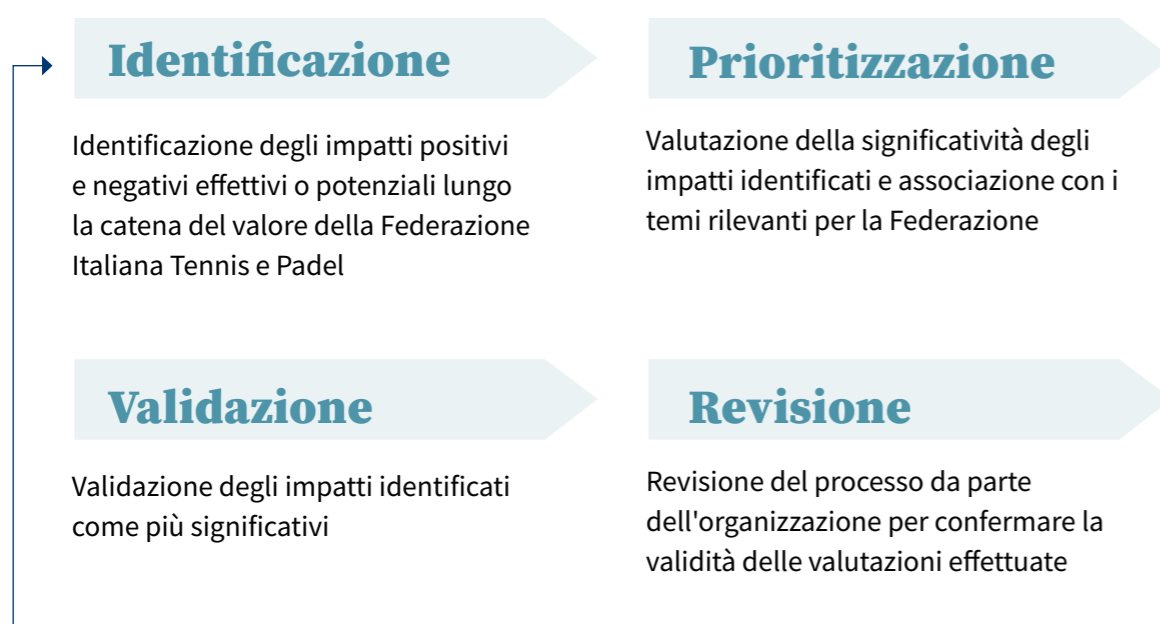 Identificazione
Identificazione degli impatti positivi
e negativi effettivi o potenziali lungo
la catena del valore della Federazione
Italiana Tennis e Padel
Prioritizzazione
Valutazione della significatività degli
impatti identificati e associazione con i
temi rilevanti per la Federazione
Validazione
Validazione degli impatti identificati
come più significativi
Revisione
Revisione del processo da parte
dell'organizzazione per confermare la
validità delle valutazioni effettuate